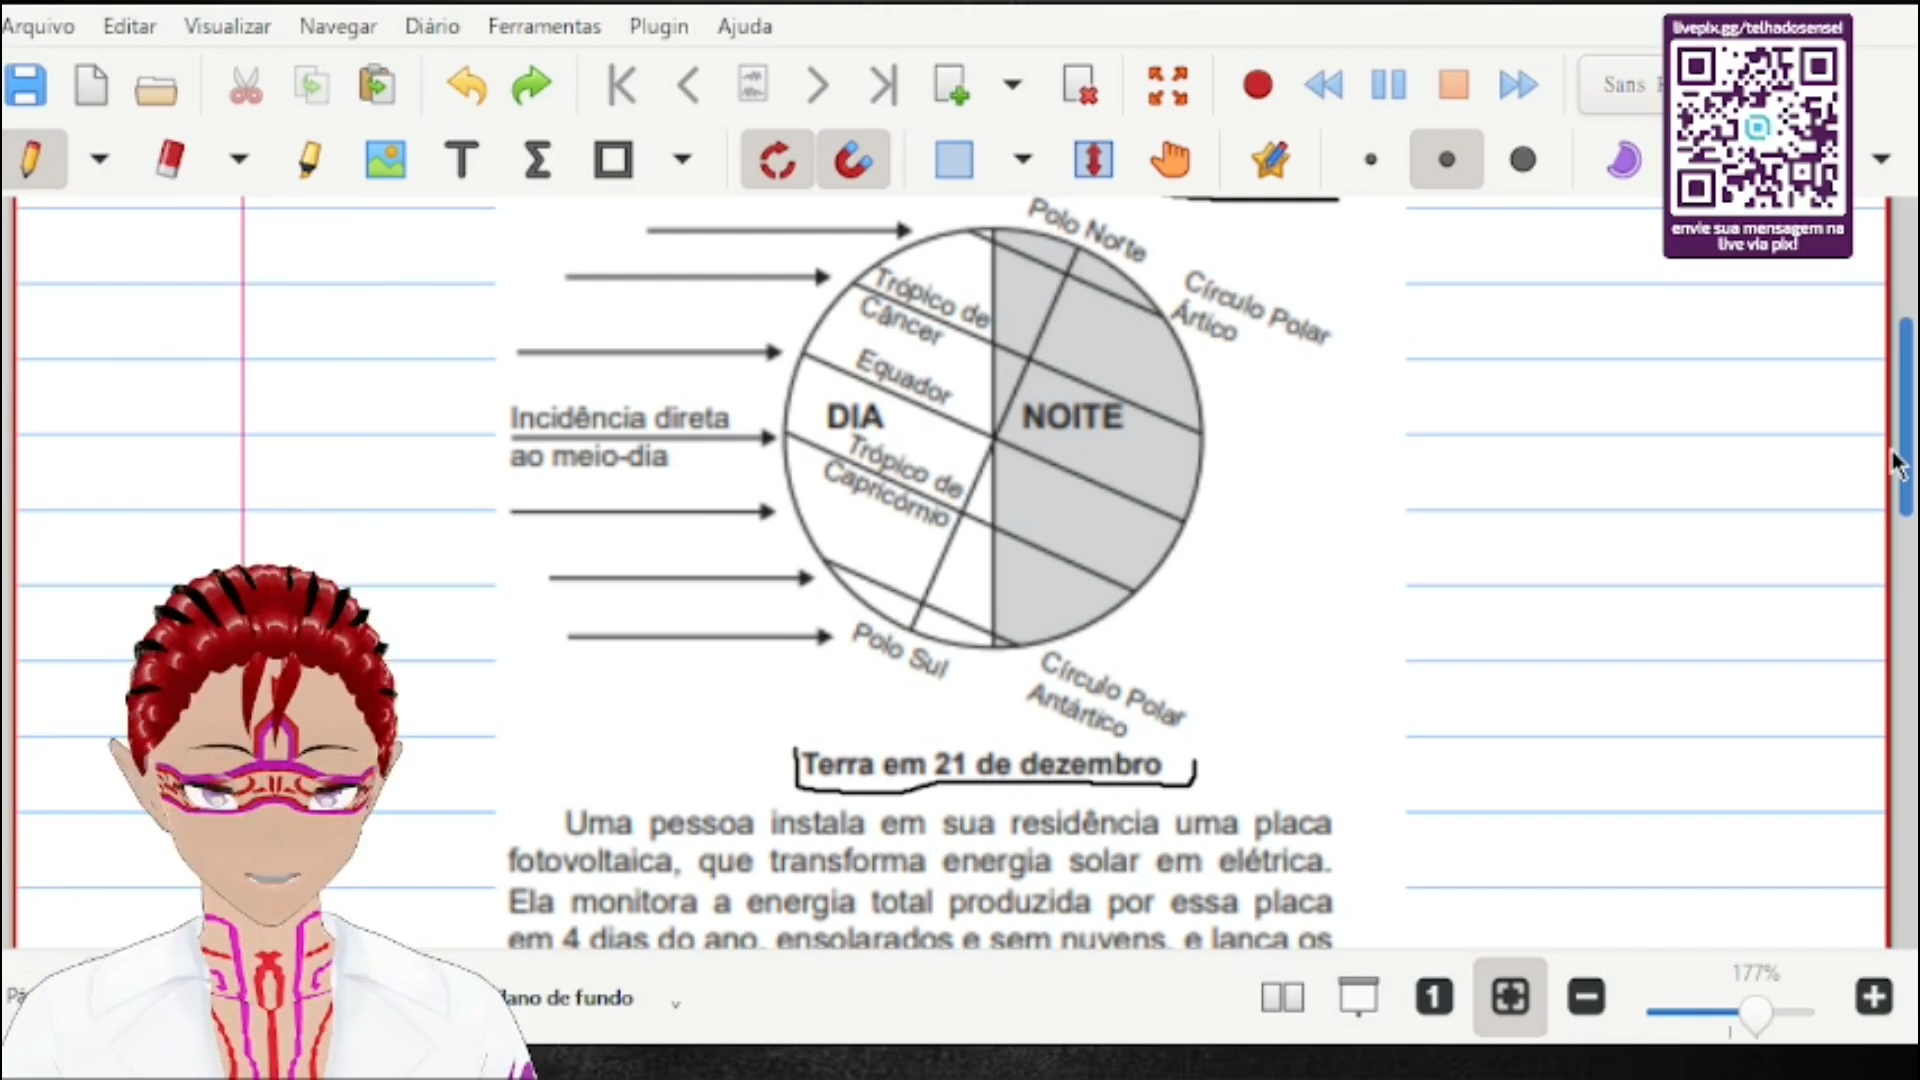 Arquivo Editar Visualizar Navegar Diário Ferramentas Plugin Ajuda
livepix.gg/telhadosensei
Sans
T Σ
envie sua mensagem na
live via pix!
Polo Norte
Círculo Polar
Ártico
Trópico de
Câncer
Equador
DIA
NOITE
Incidência direta
ao meio-dia
Trópico de
Capricórnio
Polo Sul
Círculo Polar
Antártico
Terra em 21 de dezembro
Uma pessoa instala em sua residência uma placa
fotovoltaica, que transforma energia solar em elétrica.
Ela monitora a energia total produzida por essa placa
em 4 dias do ano, ensolarados e sem nuvens, e lança os
lano de fundo
1
177%